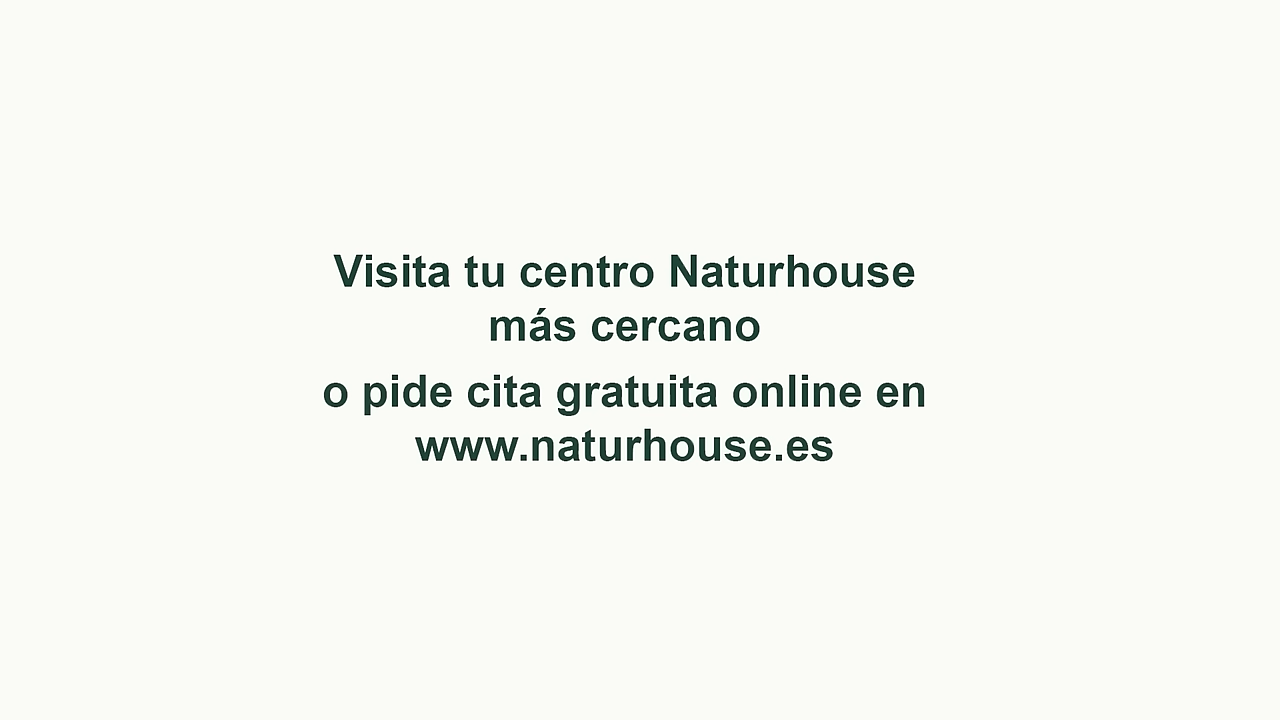 Visita tu centro Naturhouse
más cercano
o pide cita gratuita online en
www.naturhouse.es